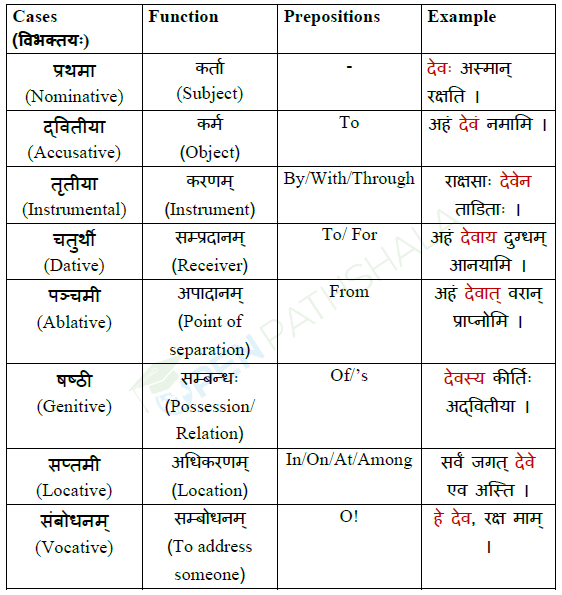 Cases Function Prepositions Example
(विभक्तयः)
प्रथमा कर्ता - देवः अस्मान्
(Nominative) (Subject) रक्षति ।
द्वितीया कर्म To अहं देवं नमामि ।
(Accusative) (Object)
तृतीया करणम् By/With/Through राक्षसाः देवेन
(Instrumental) (Instrument) ताडिताः ।
चतुर्थी सम्प्रदानम् To/ For अहं देवाय दुग्धम्
(Dative) (Receiver) आनयामि ।
पञ्चमी अपादानम् From अहं देवात् वरान्
(Ablative) (Point of प्राप्नोमि ।
separation)
षष्ठी सम्बन्धः Of/’s देवस्य कीर्तिः
(Genitive) (Possession/ अद्वितीया ।
Relation)
सप्तमी अधिकरणम् In/On/At/Among सर्वं जगत् देवे
(Locative) (Location) एव अस्ति ।
संबोधनम् सम्बोधनम् O! हे देव, रक्ष माम्
(Vocative) (To address ।
someone)
OPEN PATHSHALA